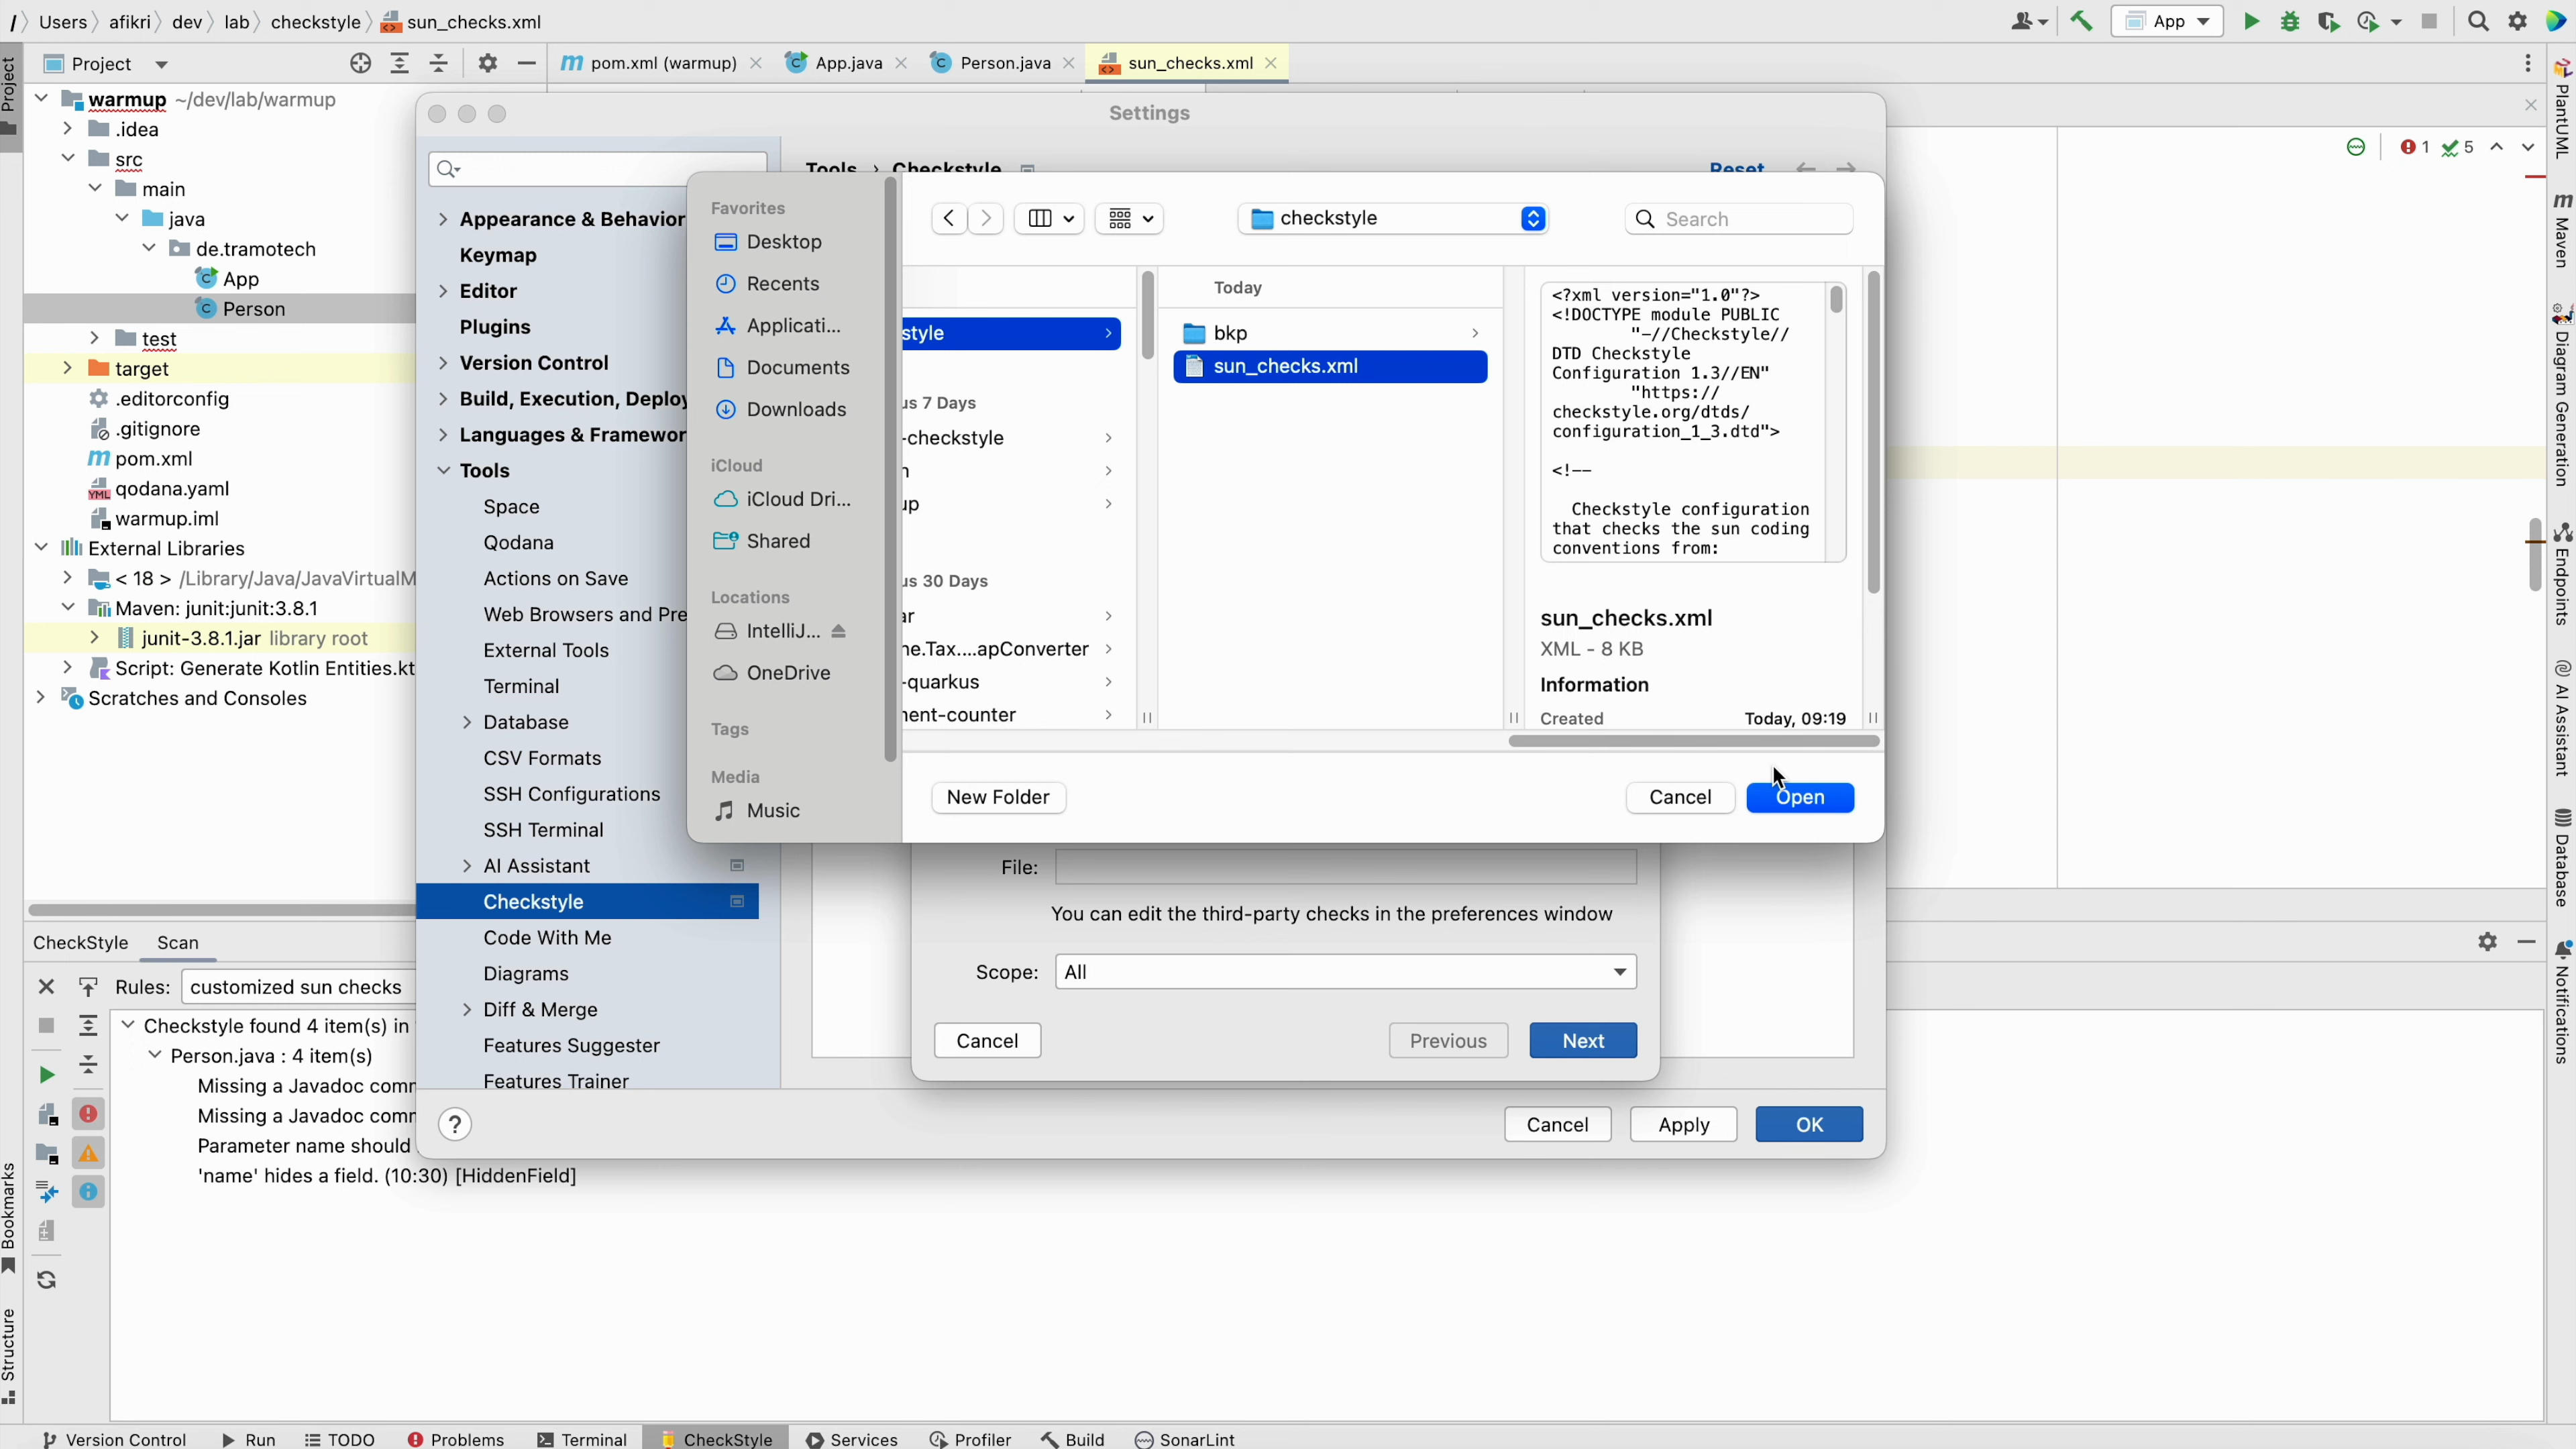 / Users afikri dev lab checkstyle sun_checks.xml
App
Project
pom.xml (warmup) App.java Person.java sun_checks.xml
Project
warmup ~/dev/lab/warmup
.idea
src
main
java
de.tramotech
App
Person
test
target
.editorconfig
.gitignore
pom.xml
qodana.yaml
warmup.iml
External Libraries
< 18 > /Library/Java/JavaVirtualM
Maven: junit:junit:3.8.1
junit-3.8.1.jar library root
Script: Generate Kotlin Entities.kt
Scratches and Consoles
Settings
Tools › Checkstyle
Reset
Appearance & Behavior
Keymap
Editor
Plugins
Version Control
Build, Execution, Deploy
Languages & Framewor
Tools
Space
Qodana
Actions on Save
Web Browsers and Pre
External Tools
Terminal
Database
CSV Formats
SSH Configurations
SSH Terminal
AI Assistant
Checkstyle
Code With Me
Diagrams
Diff & Merge
Features Suggester
Features Trainer
Favorites
Desktop
Recents
Applicati...
Documents
Downloads
iCloud
iCloud Dri...
Shared
Locations
IntelliJ...
OneDrive
Tags
Media
Music
checkstyle
Search
style
us 7 Days
-checkstyle
n
up
us 30 Days
ar
ne.Tax....apConverter
-quarkus
nent-counter
Today
bkp
sun_checks.xml
<?xml version="1.0"?>
<!DOCTYPE module PUBLIC
"-//Checkstyle//
DTD Checkstyle
Configuration 1.3//EN"
"https://
checkstyle.org/dtds/
configuration_1_3.dtd">
<!--
Checkstyle configuration
that checks the sun coding
conventions from:
sun_checks.xml
XML - 8 KB
Information
Created Today, 09:19
New Folder
Cancel
Open
File:
You can edit the third-party checks in the preferences window
Scope: All
Cancel
Previous
Next
?
Cancel
Apply
OK
1 5
PlantUML
Maven
Diagram Generation
Endpoints
AI Assistant
Database
Notifications
CheckStyle Scan
Rules: customized sun checks
Checkstyle found 4 item(s) in
Person.java : 4 item(s)
Missing a Javadoc comm
Missing a Javadoc comm
Parameter name should
'name' hides a field. (10:30) [HiddenField]
Bookmarks
Structure
Version Control Run TODO Problems Terminal CheckStyle Services Profiler Build SonarLint